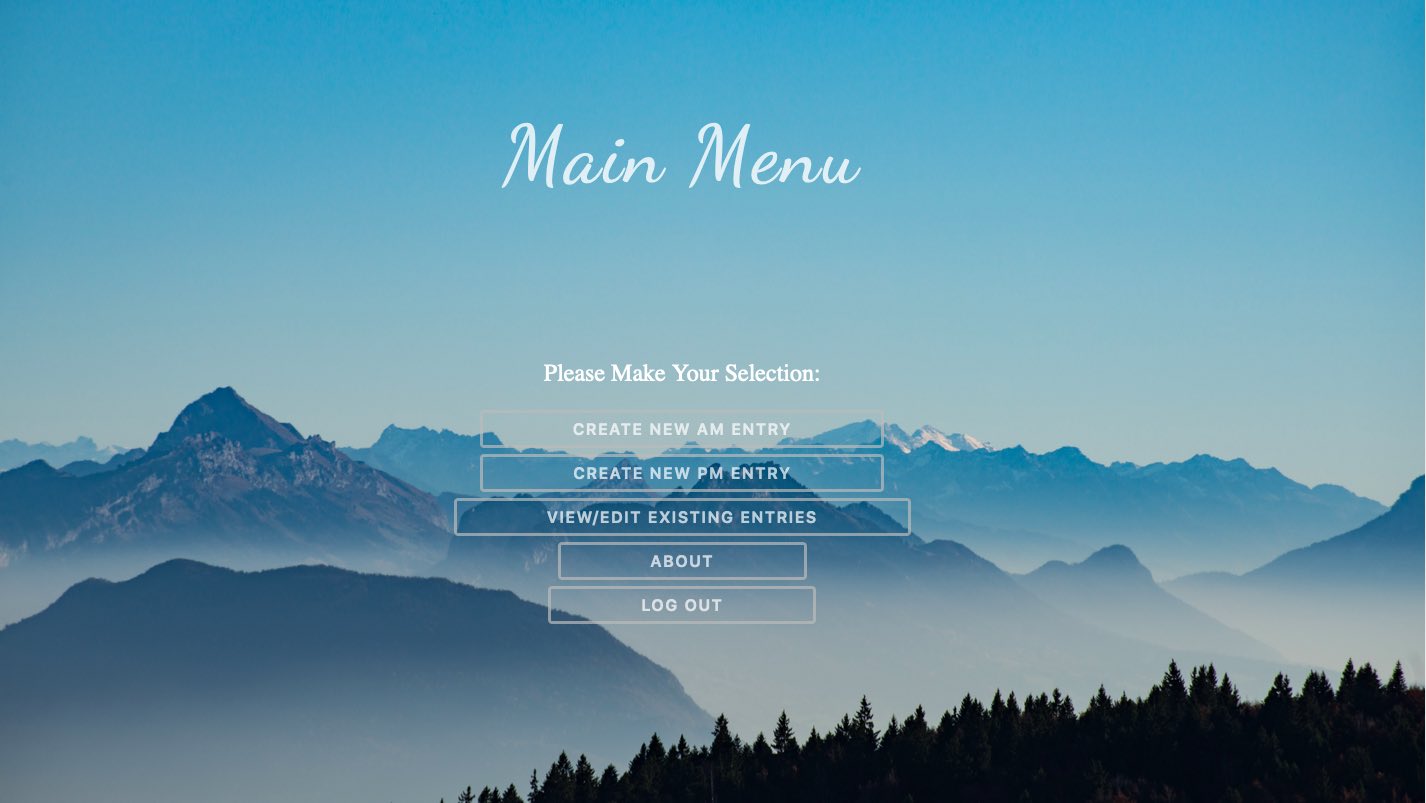 Main Menu
Please Make Your Selection:
CREATE NEW AM ENTRY
CREATE NEW PM ENTRY
VIEW/EDIT EXISTING ENTRIES
ABOUT
LOG OUT